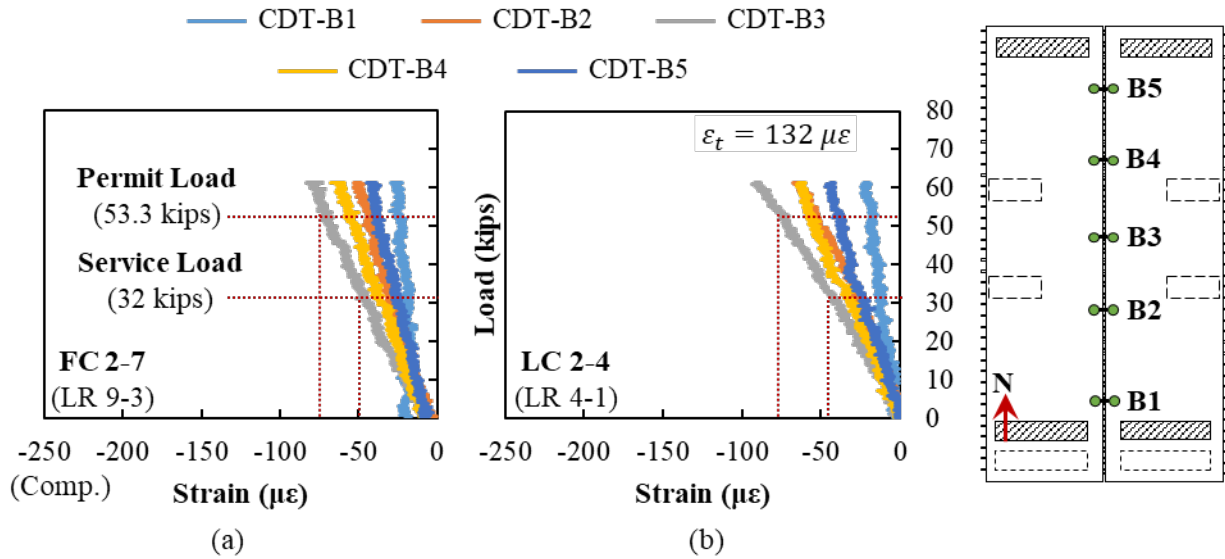 CDT-B1 CDT-B2 CDT-B3
CDT-B4 CDT-B5
Permit Load
(53.3 kips)
Service Load
(32 kips)
FC 2-7
(LR 9-3)
-250 -200 -150 -100 -50 0
(Comp.)
Strain (με)
(a)
εt = 132 με
LC 2-4
(LR 4-1)
Load (kips)
80
70
60
50
40
30
20
10
0
-250 -200 -150 -100 -50 0
Strain (με)
(b)
B5
B4
B3
B2
B1
N